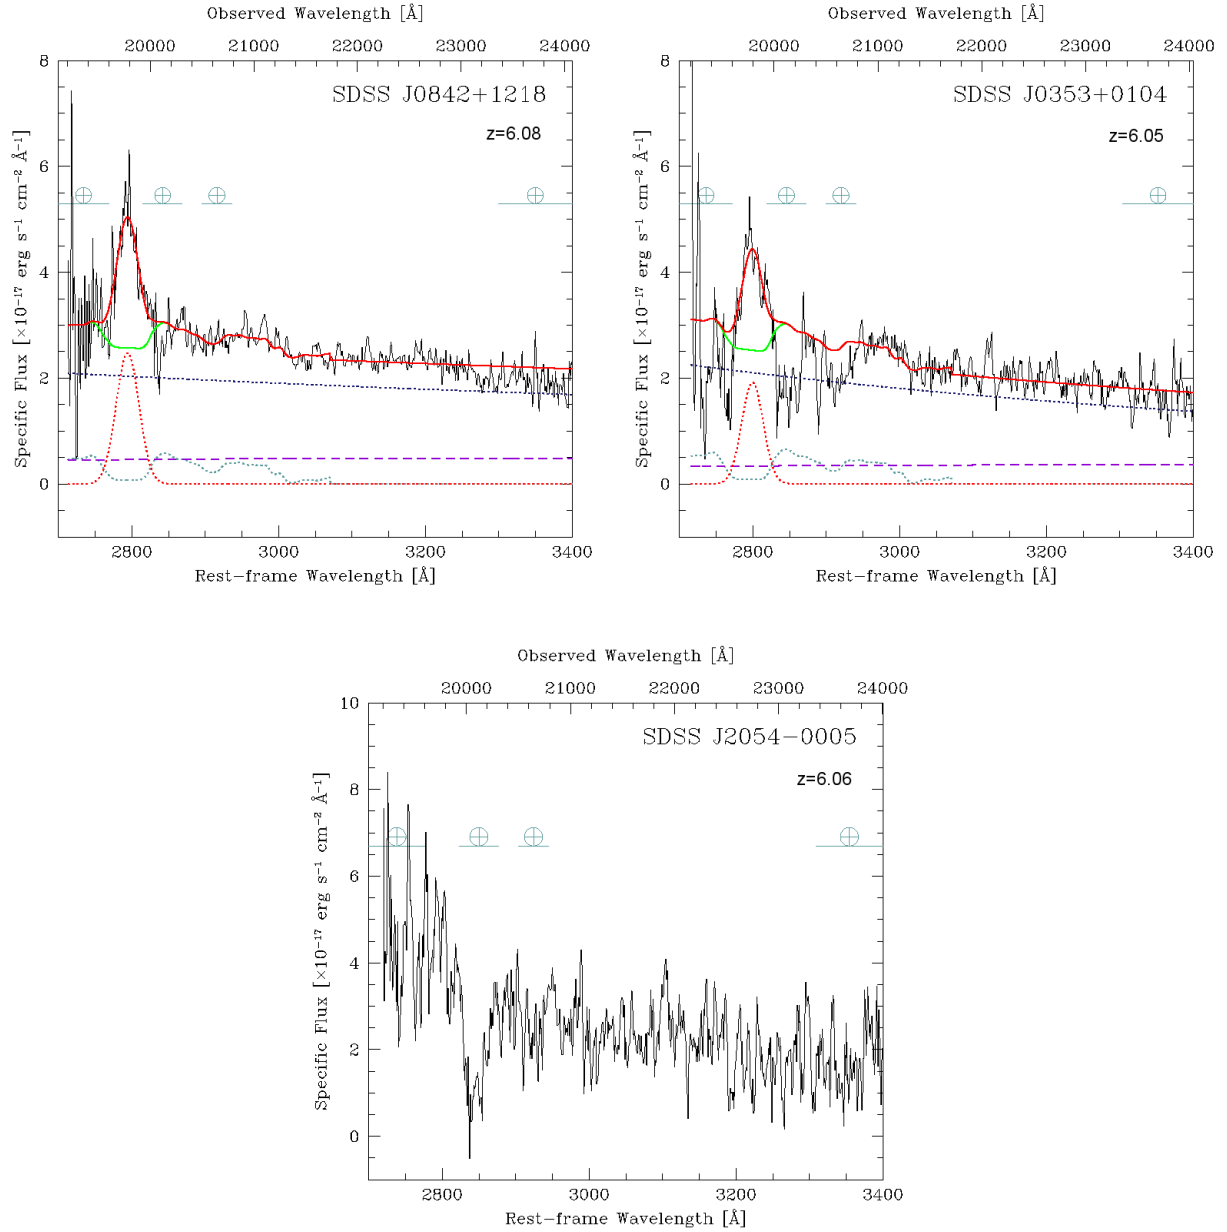 Observed Wavelength [Å]
20000 21000 22000 23000 24000
SDSS J0842+1218
z=6.08
8
6
4
2
0
Specific Flux [×10⁻¹⁷ erg s⁻¹ cm⁻² Å⁻¹]
2800 3000 3200 3400
Rest-frame Wavelength [Å]
Observed Wavelength [Å]
20000 21000 22000 23000 24000
SDSS J0353+0104
z=6.05
8
6
4
2
0
Specific Flux [×10⁻¹⁷ erg s⁻¹ cm⁻² Å⁻¹]
2800 3000 3200 3400
Rest-frame Wavelength [Å]
Observed Wavelength [Å]
20000 21000 22000 23000 24000
SDSS J2054-0005
z=6.06
10
8
6
4
2
0
Specific Flux [×10⁻¹⁷ erg s⁻¹ cm⁻² Å⁻¹]
2800 3000 3200 3400
Rest-frame Wavelength [Å]